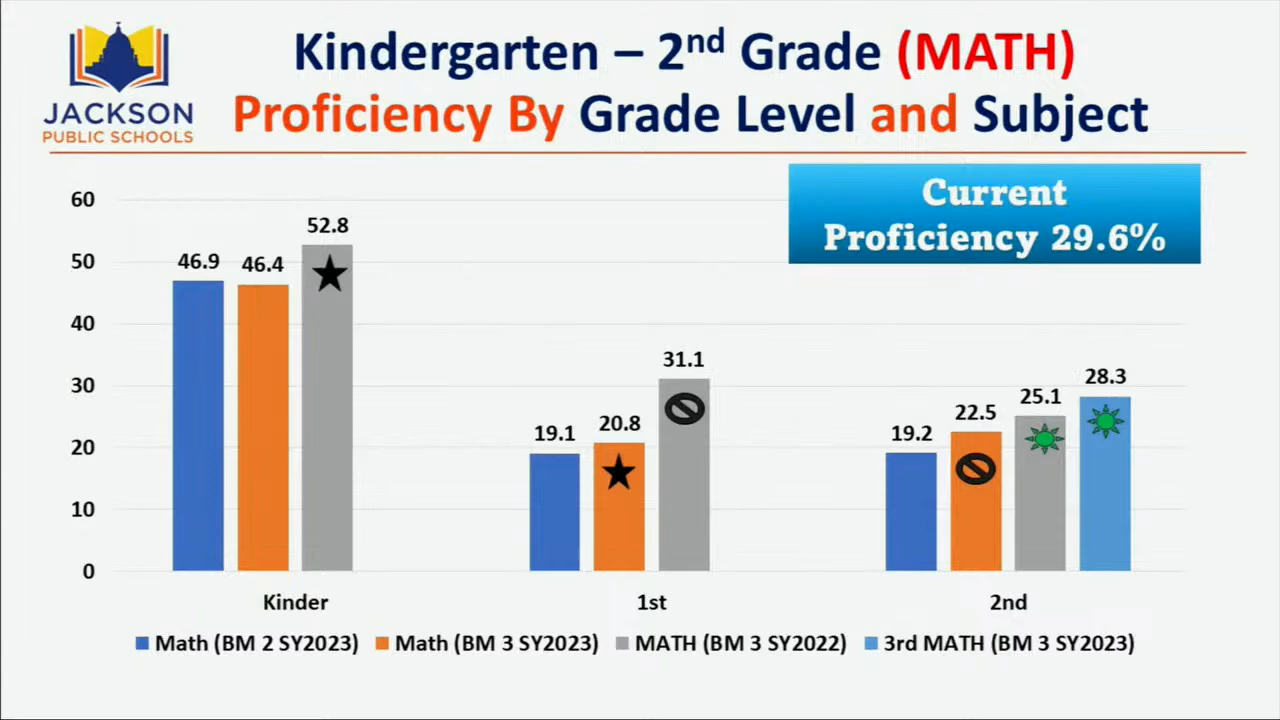 JACKSON
PUBLIC SCHOOLS
Kindergarten – 2nd Grade (MATH)
Proficiency By Grade Level and Subject
Current
Proficiency 29.6%
60
50
40
30
20
10
0
46.9
46.4
52.8
19.1
20.8
31.1
19.2
22.5
25.1
28.3
Kinder
1st
2nd
Math (BM 2 SY2023)
Math (BM 3 SY2023)
MATH (BM 3 SY2022)
3rd MATH (BM 3 SY2023)